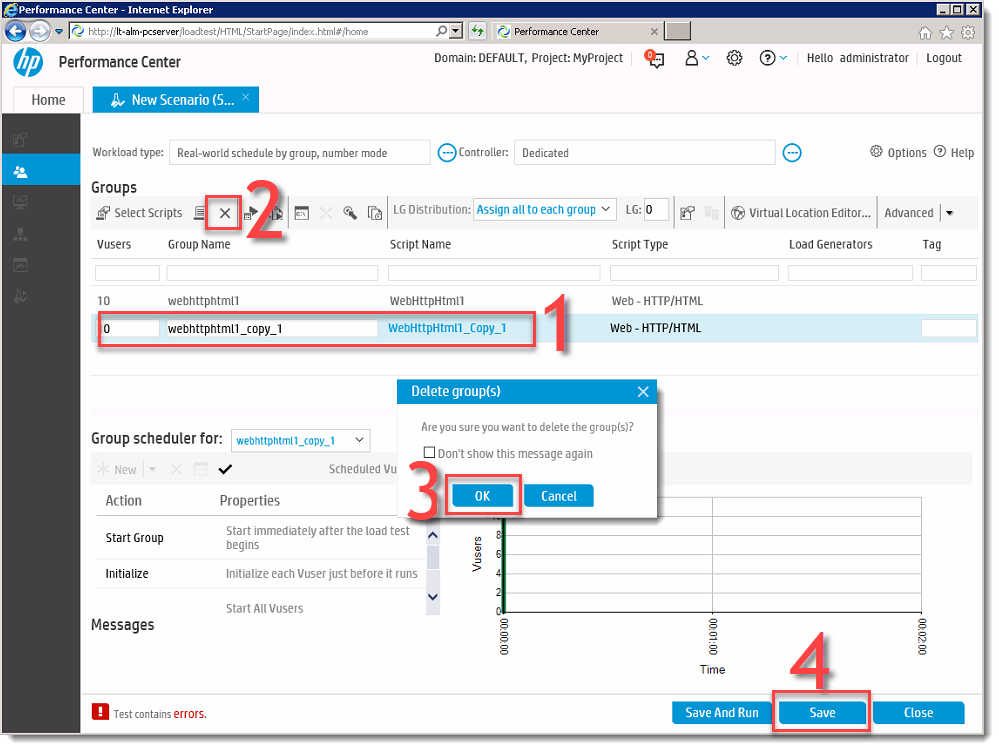 Performance Center - Internet Explorer
http://lt-alm-pcserver/loadtest/HTML/StartPage/index.html#/home
Performance Center
hp
Performance Center
Domain: DEFAULT, Project: MyProject
0
Hello administrator
Logout
Home
New Scenario (5...
Workload type:
Real-world schedule by group, number mode
Controller:
Dedicated
Options
Help
Groups
Select Scripts
2
LG Distribution:
Assign all to each group
LG:
0
Virtual Location Editor...
Advanced
Vusers Group Name Script Name Script Type Load Generators Tag
10 webhttphtml1 WebHttpHtml1 Web - HTTP/HTML
0 webhttphtml1_copy_1 WebHttpHtml1_Copy_1 Web - HTTP/HTML
1
Delete group(s)
Are you sure you want to delete the group(s)?
Don't show this message again
3
OK
Cancel
Group scheduler for:
webhttphtml1_copy_1
New
Scheduled Vu
Action Properties
Start Group
Start immediately after the load test
begins
Initialize
Initialize each Vuser just before it runs
Start All Vusers
Vusers
8
6
4
2
0
00:00:00
00:01:00
00:02:00
Time
Messages
4
Test contains errors.
Save And Run
Save
Close